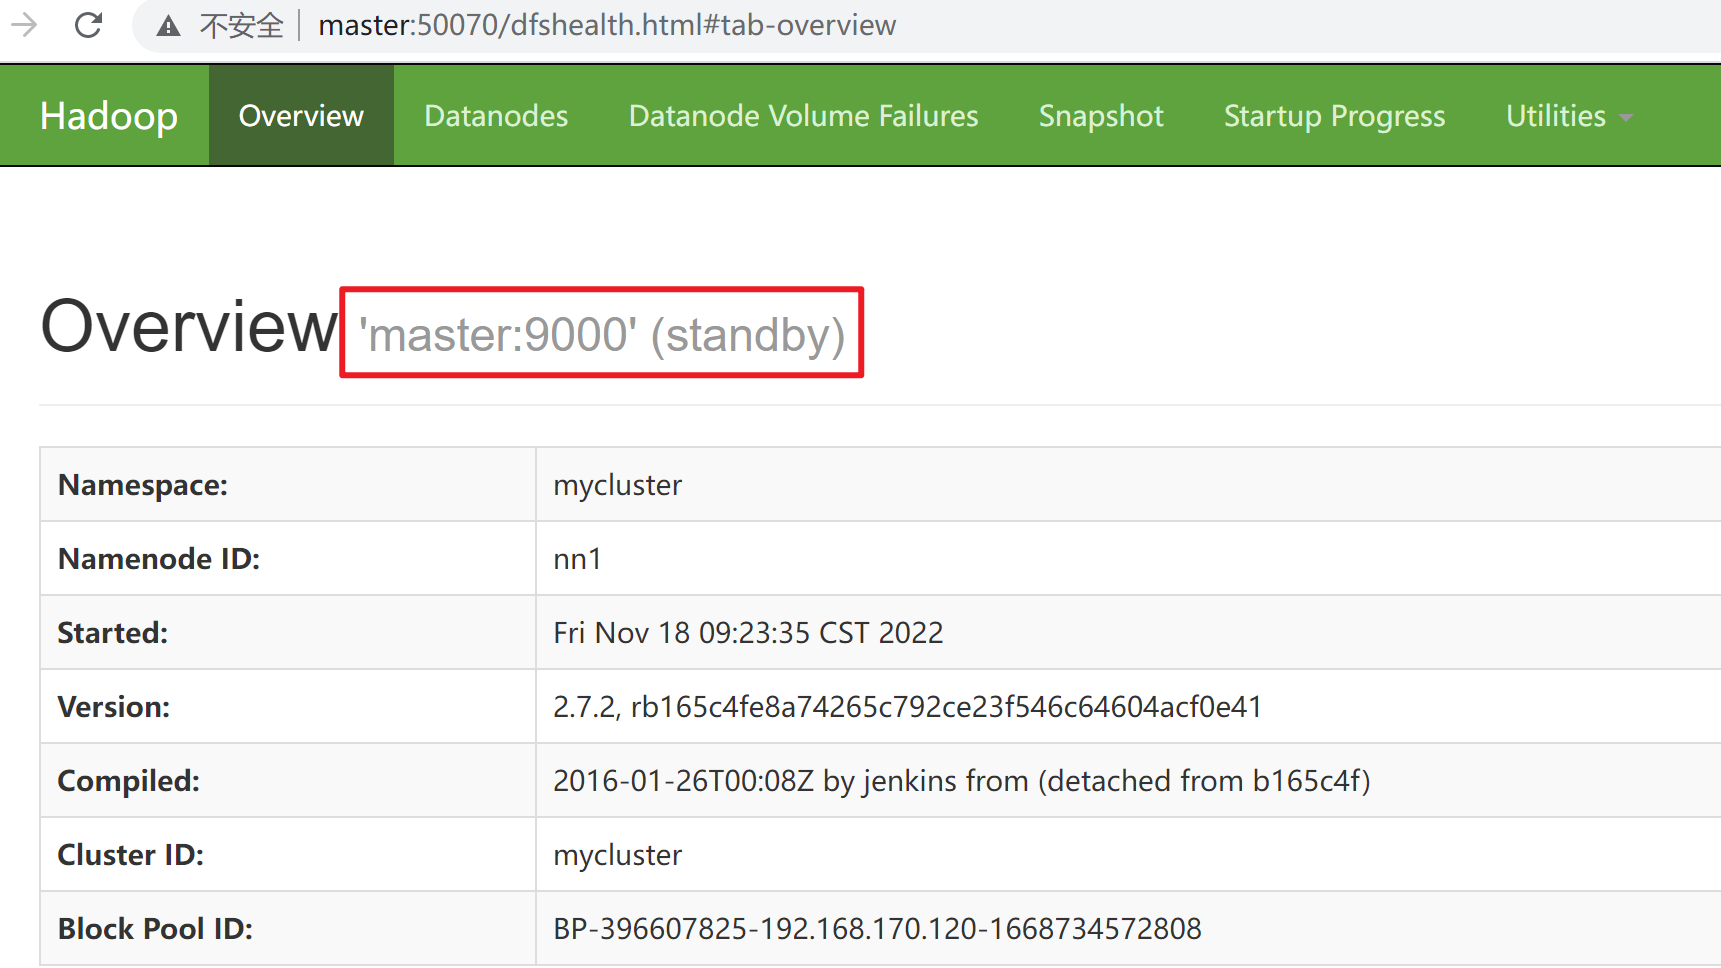 不安全 master:50070/dfshealth.html#tab-overview
Hadoop Overview Datanodes Datanode Volume Failures Snapshot Startup Progress Utilities
Overview 'master:9000' (standby)
Namespace: mycluster
Namenode ID: nn1
Started: Fri Nov 18 09:23:35 CST 2022
Version: 2.7.2, rb165c4fe8a74265c792ce23f546c64604acf0e41
Compiled: 2016-01-26T00:08Z by jenkins from (detached from b165c4f)
Cluster ID: mycluster
Block Pool ID: BP-396607825-192.168.170.120-1668734572808